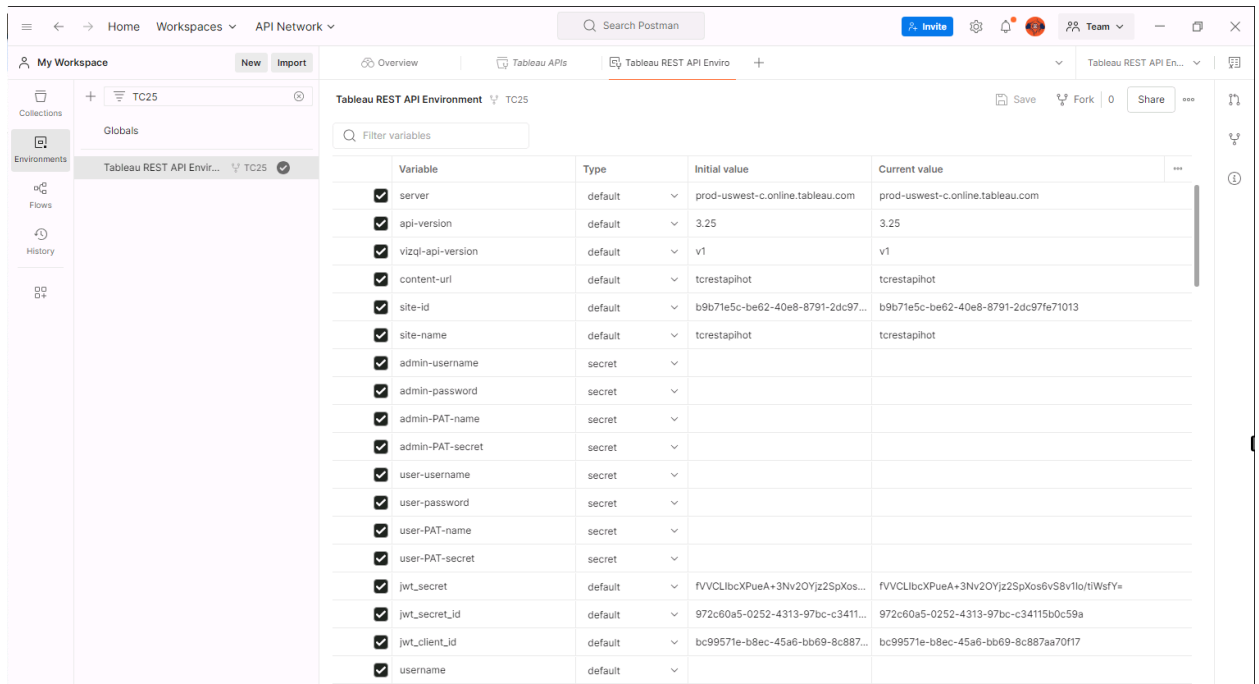 Home Workspaces API Network Search Postman Invite Team
My Workspace New Import Overview Tableau APIs Tableau REST API Enviro Tableau REST API En...
Collections
Environments
Flows
History
TC25
Globals
Tableau REST API Envir... TC25
Tableau REST API Environment TC25 Save Fork 0 Share
Filter variables
Variable Type Initial value Current value
server default prod-uswest-c.online.tableau.com prod-uswest-c.online.tableau.com
api-version default 3.25 3.25
vizql-api-version default v1 v1
content-url default tcrestapihot tcrestapihot
site-id default b9b71e5c-be62-40e8-8791-2dc97... b9b71e5c-be62-40e8-8791-2dc97fe71013
site-name default tcrestapihot tcrestapihot
admin-username secret
admin-password secret
admin-PAT-name secret
admin-PAT-secret secret
user-username secret
user-password secret
user-PAT-name secret
user-PAT-secret secret
jwt_secret default fVVCLIbcXPueA+3Nv2OYjz2SpXos... fVVCLIbcXPueA+3Nv2OYjz2SpXos6vS8v1lo/tiWsfY=
jwt_secret_id default 972c60a5-0252-4313-97bc-c3411... 972c60a5-0252-4313-97bc-c34115b0c59a
jwt_client_id default bc99571e-b8ec-45a6-bb69-8c887... bc99571e-b8ec-45a6-bb69-8c887aa70f17
username default